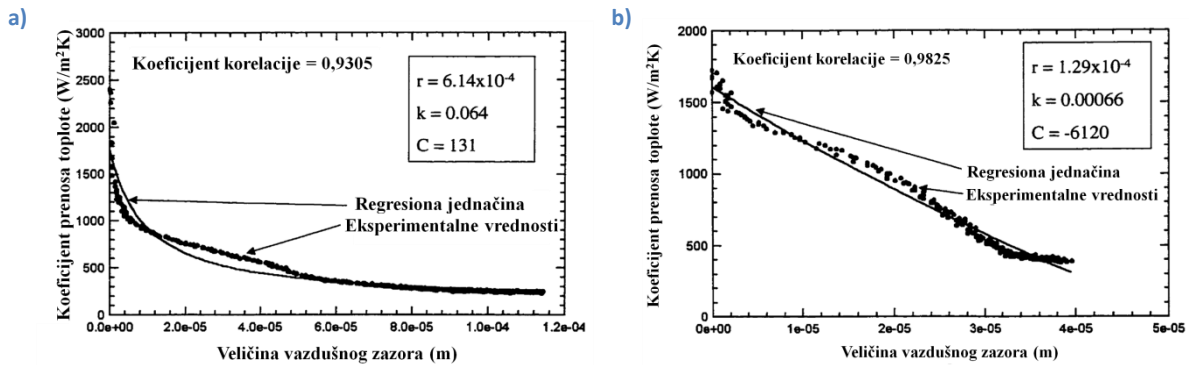 a)
Koeficijent prenosa toplote (W/m²K)
3000
2500
2000
1500
1000
500
0
Koeficijent korelacije = 0,9305
r = 6.14x10⁻⁴
k = 0.064
C = 131
Regresiona jednačina
Eksperimentalne vrednosti
0.0e+00 2.0e-05 4.0e-05 6.0e-05 8.0e-05 1.0e-04 1.2e-04
Veličina vazdušnog zazora (m)
b)
Koeficijent prenosa toplote (W/m²K)
2000
1500
1000
500
0
Koeficijent korelacije = 0,9825
r = 1.29x10⁻⁴
k = 0.00066
C = -6120
Regresiona jednačina
Eksperimentalne vrednosti
0e+00 1e-05 2e-05 3e-05 4e-05 5e-05
Veličina vazdušnog zazora (m)